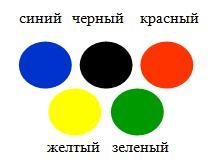 синий черный красный
желтый зеленый